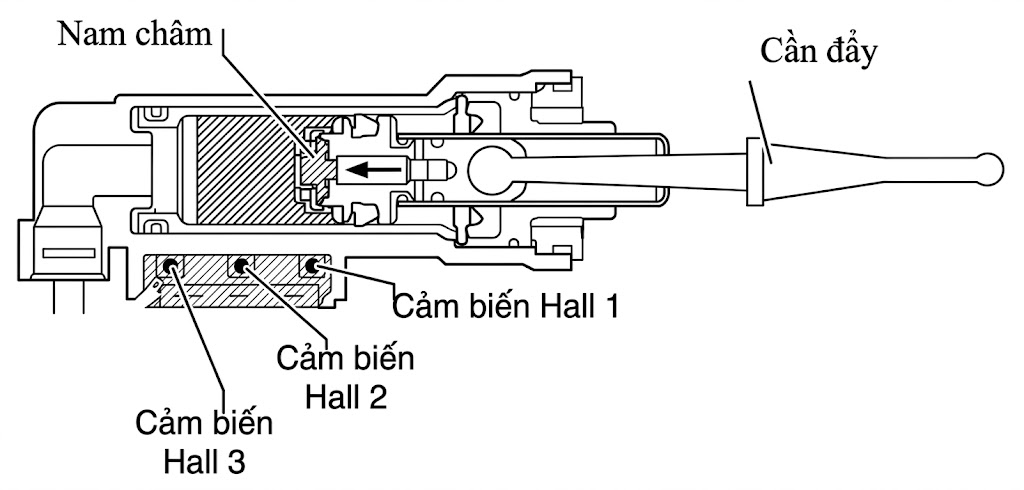 Nam châm
Cần đẩy
Cảm biến Hall 1
Cảm biến
Hall 2
Cảm biến
Hall 3